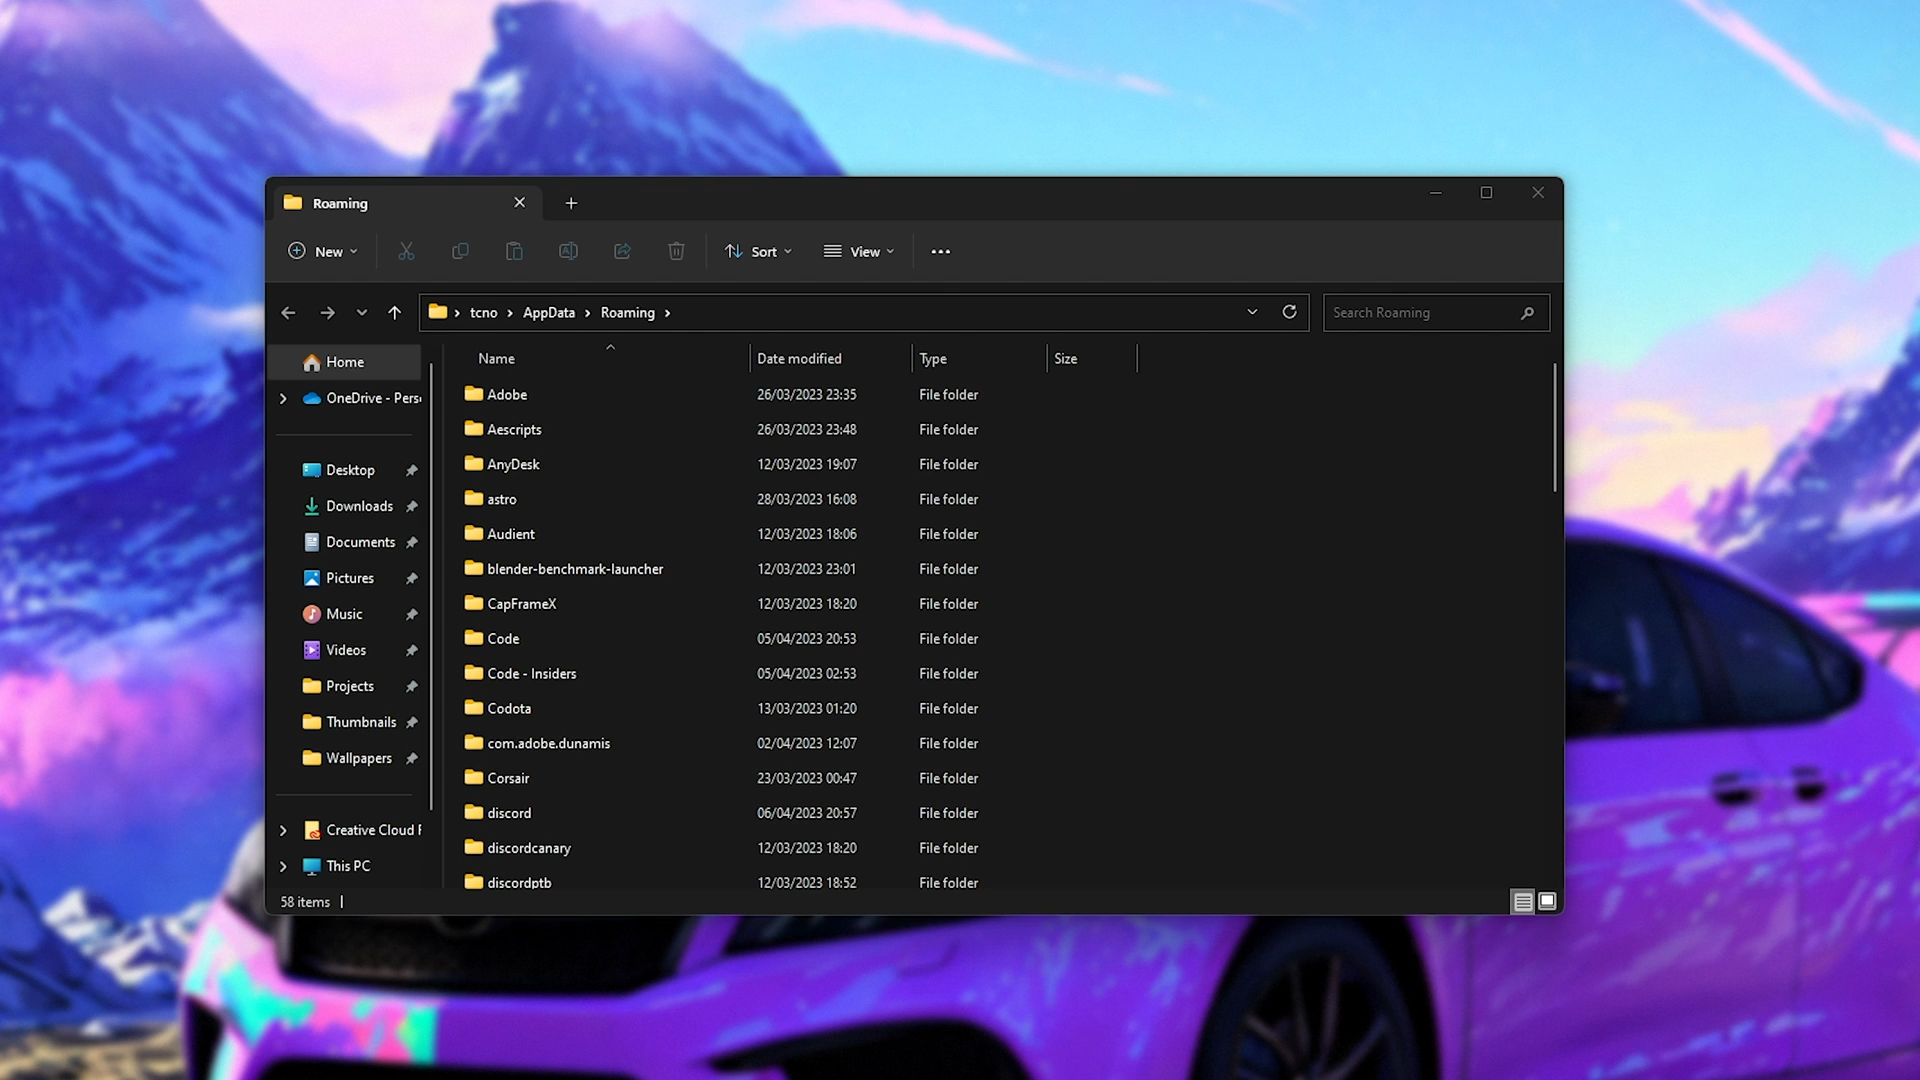 Roaming
New
Sort
View
tcno
AppData
Roaming
Search Roaming
Home
OneDrive - Pers
Desktop
Downloads
Documents
Pictures
Music
Videos
Projects
Thumbnails
Wallpapers
Creative Cloud F
This PC
Name Date modified Type Size
Adobe 26/03/2023 23:35 File folder
Aescripts 26/03/2023 23:48 File folder
AnyDesk 12/03/2023 19:07 File folder
astro 28/03/2023 16:08 File folder
Audient 12/03/2023 18:06 File folder
blender-benchmark-launcher 12/03/2023 23:01 File folder
CapFrameX 12/03/2023 18:20 File folder
Code 05/04/2023 20:53 File folder
Code - Insiders 05/04/2023 02:53 File folder
Codota 13/03/2023 01:20 File folder
com.adobe.dunamis 02/04/2023 12:07 File folder
Corsair 23/03/2023 00:47 File folder
discord 06/04/2023 20:57 File folder
discordcanary 12/03/2023 18:20 File folder
discordptb 12/03/2023 18:52 File folder
58 items